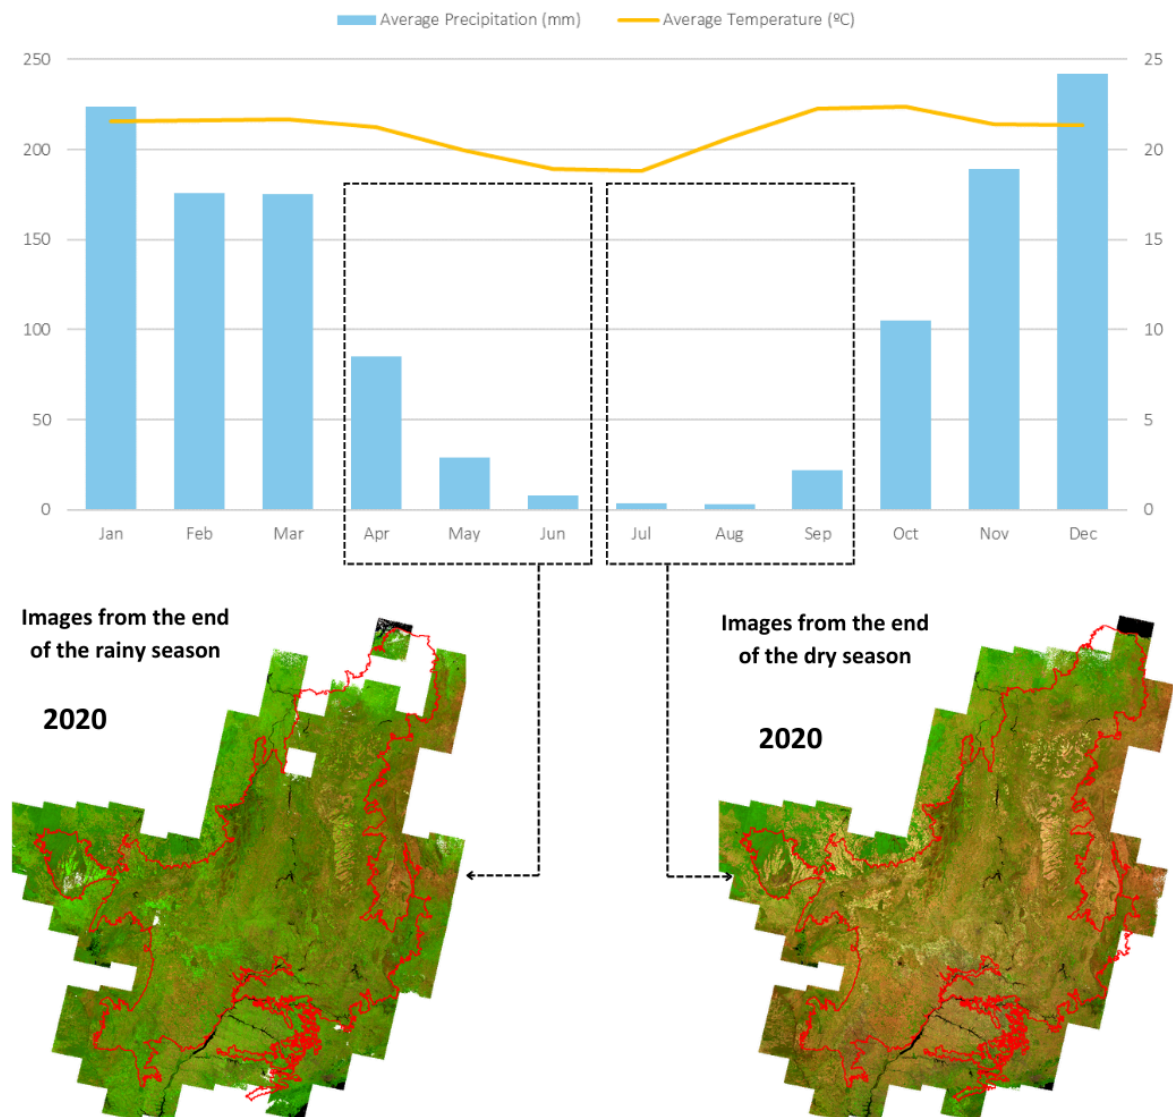 Average Precipitation (mm) Average Temperature (ºC)
250 25
200 20
150 15
100 10
50 5
0 0
Jan Feb Mar Apr May Jun Jul Aug Sep Oct Nov Dec
Images from the end
of the rainy season
2020
Images from the end
of the dry season
2020